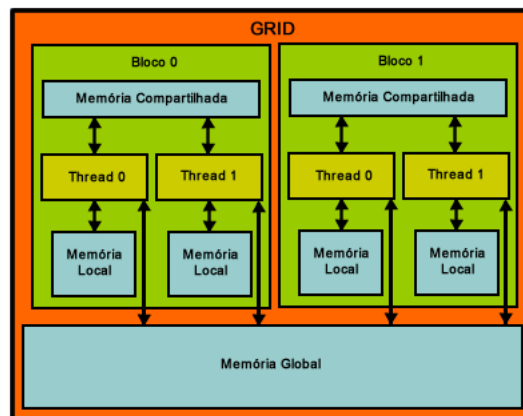 GRID
Bloco 0
Memória Compartilhada
Thread 0
Thread 1
Memória
Local
Memória
Local
Bloco 1
Memória Compartilhada
Thread 0
Thread 1
Memória
Local
Memória
Local
Memória Global